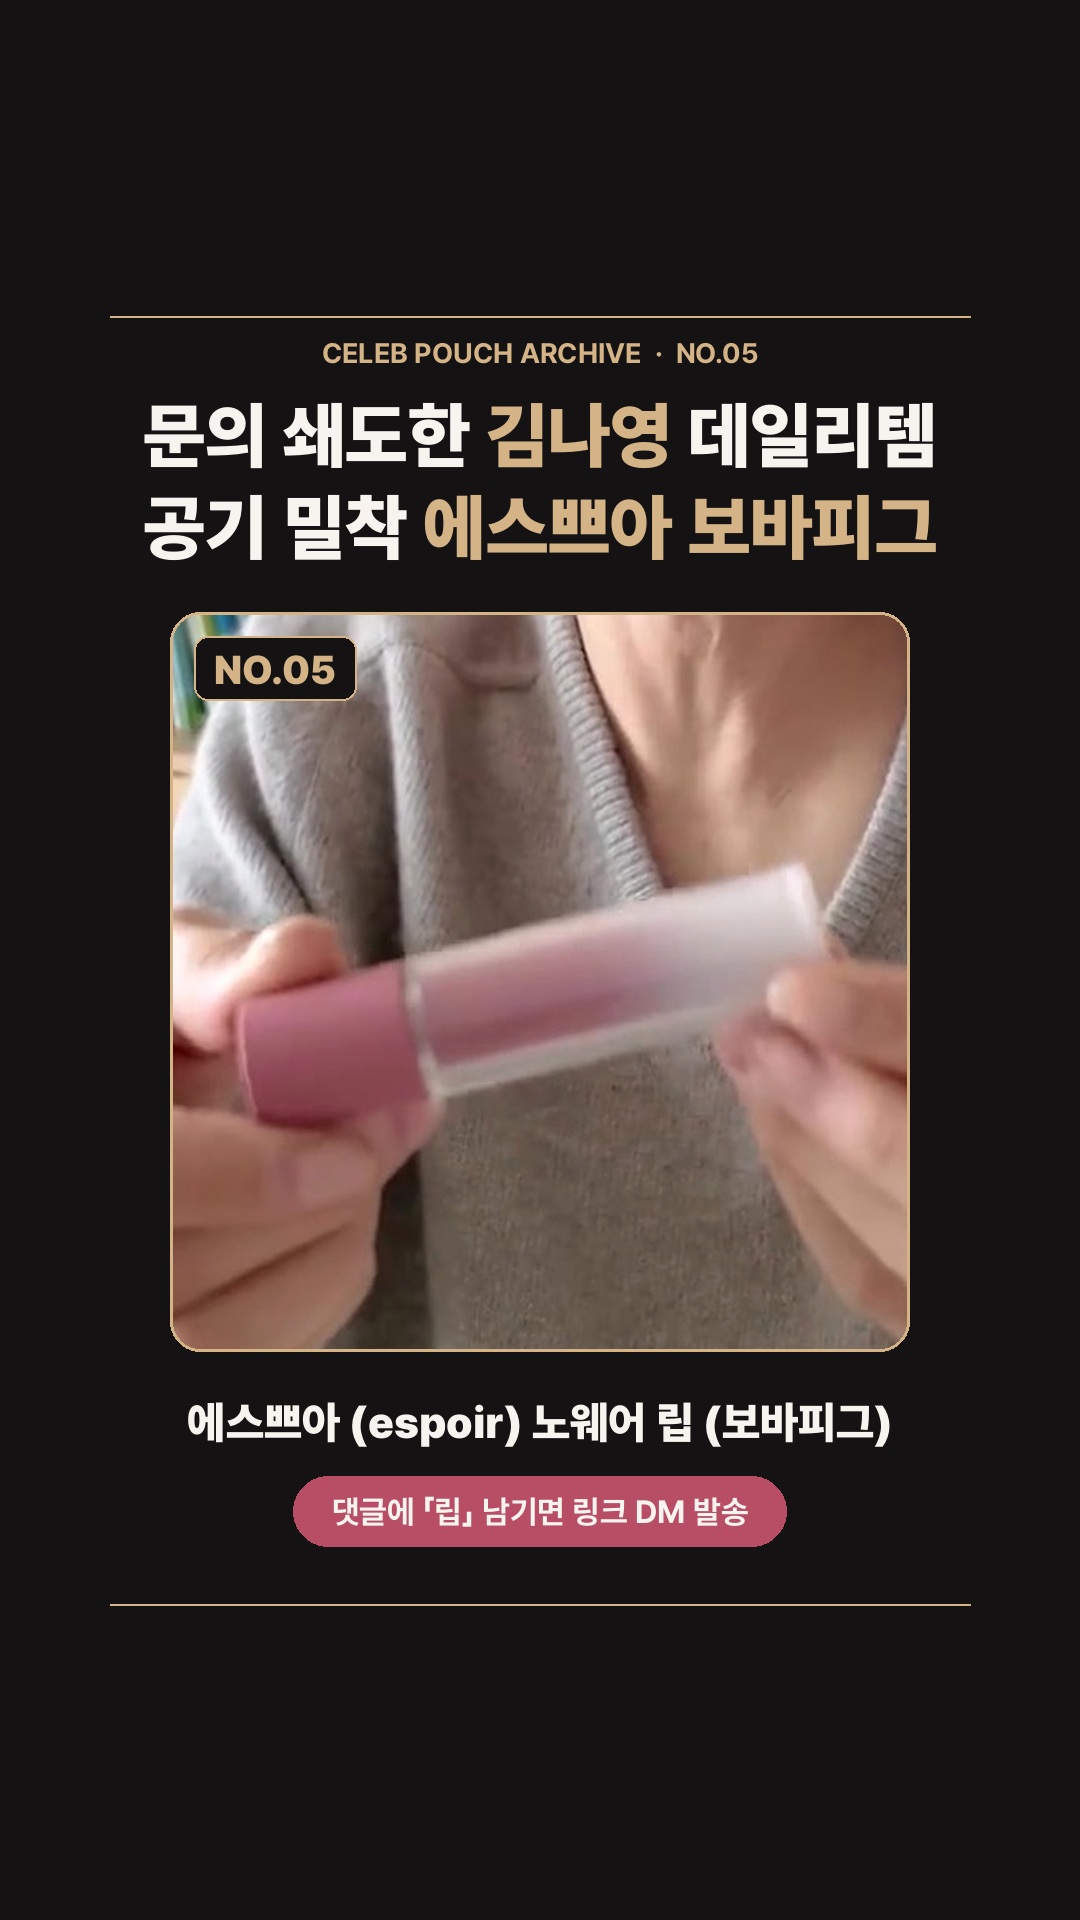 CELEB POUCH ARCHIVE · NO.05
문의 쇄도한 김나영 데일리템
공기 밀착 에스쁘아 보바피그
NO.05
에스쁘아 (espoir) 노웨어 립 (보바피그)
댓글에 「립」 남기면 링크 DM 발송